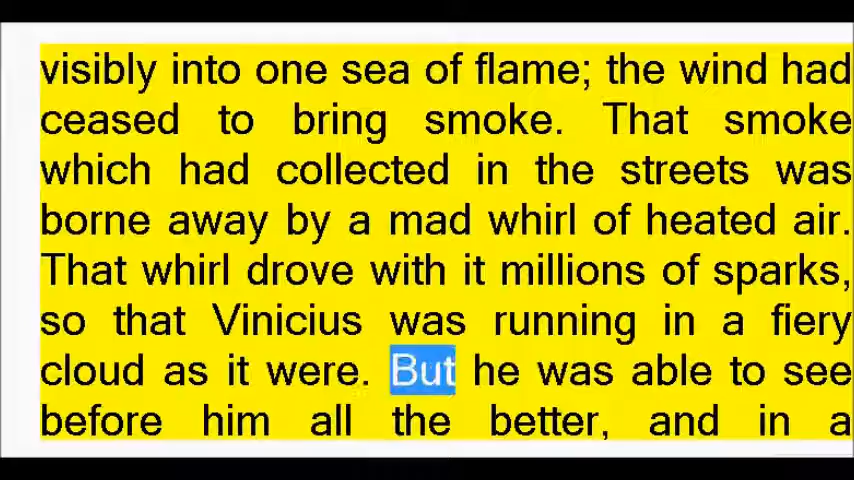 visibly into one sea of flame; the wind had
ceased to bring smoke. That smoke
which had collected in the streets was
borne away by a mad whirl of heated air.
That whirl drove with it millions of sparks,
so that Vinicius was running in a fiery
cloud as it were. But he was able to see
before him all the better, and in a